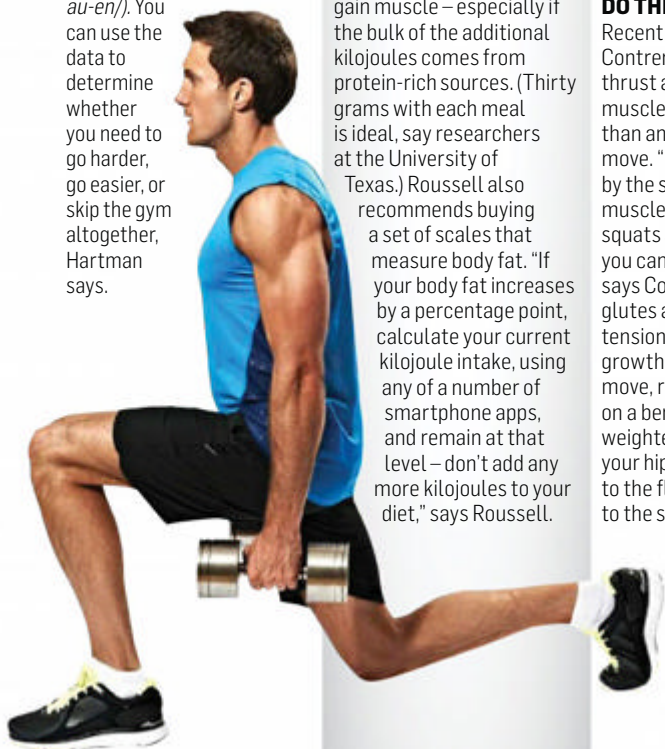 au-en/). You
can use the
data to
determine
whether
you need to
go harder,
go easier, or
skip the gym
altogether,
Hartman
says.
gain muscle – especially if
the bulk of the additional
kilojoules comes from
protein-rich sources. (Thirty
grams with each meal
is ideal, say researchers
at the University of
Texas.) Roussell also
recommends buying
a set of scales that
measure body fat. “If
your body fat increases
by a percentage point,
calculate your current
kilojoule intake, using
any of a number of
smartphone apps,
and remain at that
level – don’t add any
more kilojoules to your
diet,” says Roussell.
DO
Recent
thrust
muscle
than
move. “
by the
muscle
squats
you can
says
glutes
tension
growth
move,
on a
weighte
your hip
to the
to the